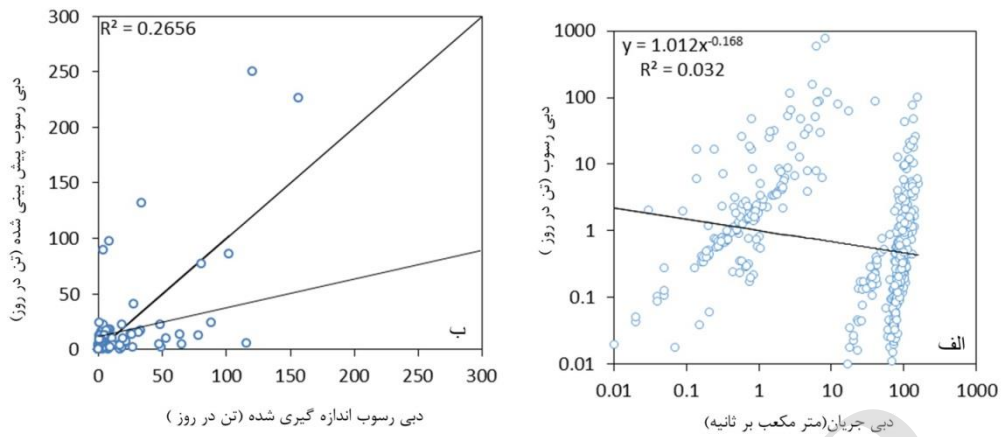 R² = 0.2656
300
250
200
150
100
50
0
0 50 100 150 200 250 300
دبی رسوب پیش بینی شده (تن در روز)
دبی رسوب اندازه گیری شده (تن در روز )
ب
y = 1.012x^-0.168
R² = 0.032
1000
100
10
1
0.1
0.01
0.01 0.1 1 10 100 1000
دبی رسوب (تن در روز )
دبی جریان(متر مکعب بر ثانیه)
الف